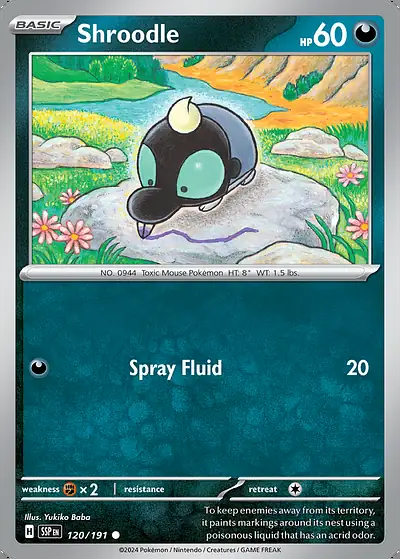 BASIC
Shroodle
HP 60
NO. 0944 Toxic Mouse Pokémon HT: 8" WT: 1.5 lbs.
Spray Fluid 20
weakness ×2 resistance retreat
Illus. Yukiko Baba
H SSP EN 120/191
To keep enemies away from its territory,
it paints markings around its nest using a
poisonous liquid that has an acrid odor.
©2024 Pokémon / Nintendo / Creatures / GAME FREAK